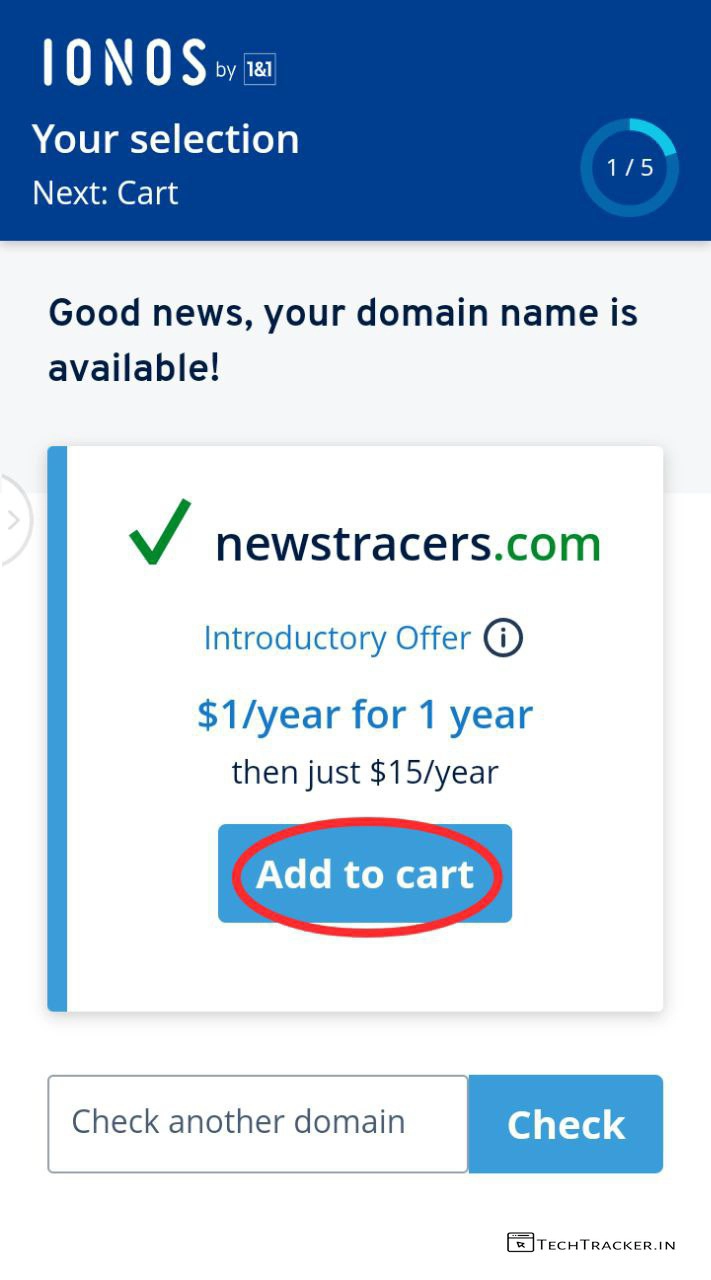 IONOS by 1&1
Your selection
Next: Cart
1 / 5
Good news, your domain name is
available!
newstracers.com
Introductory Offer i
$1/year for 1 year
then just $15/year
Add to cart
Check another domain
Check
TECHTRACKER.IN